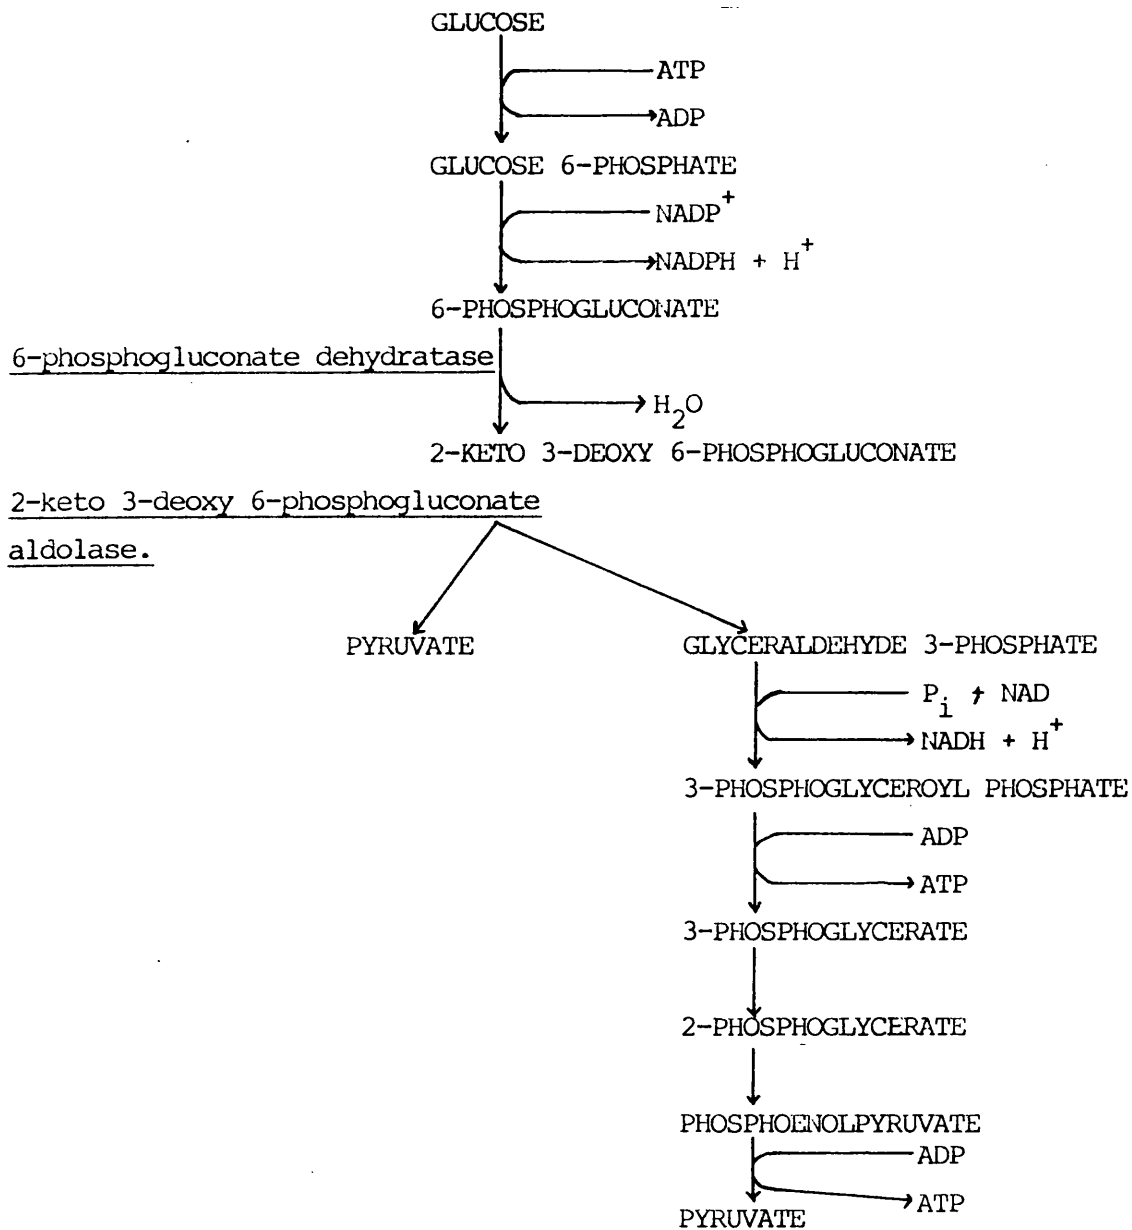 GLUCOSE
ATP
ADP
GLUCOSE 6-PHOSPHATE
NADP+
NADPH + H+
6-PHOSPHOGLUCONATE
6-phosphogluconate dehydratase
H2O
2-KETO 3-DEOXY 6-PHOSPHOGLUCONATE
2-keto 3-deoxy 6-phosphogluconate
aldolase.
PYRUVATE
GLYCERALDEHYDE 3-PHOSPHATE
Pi + NAD
NADH + H+
3-PHOSPHOGLYCEROYL PHOSPHATE
ADP
ATP
3-PHOSPHOGLYCERATE
2-PHOSPHOGLYCERATE
PHOSPHOENOLPYRUVATE
ADP
ATP
PYRUVATE